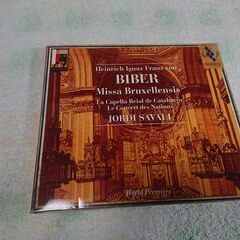 Heinrich Ignaz Franz von
BIBER
Missa Bruxellensis
La Capella Reial de Catalunya
Le Concert des Nations
JORDI SAVALL
World Premiere